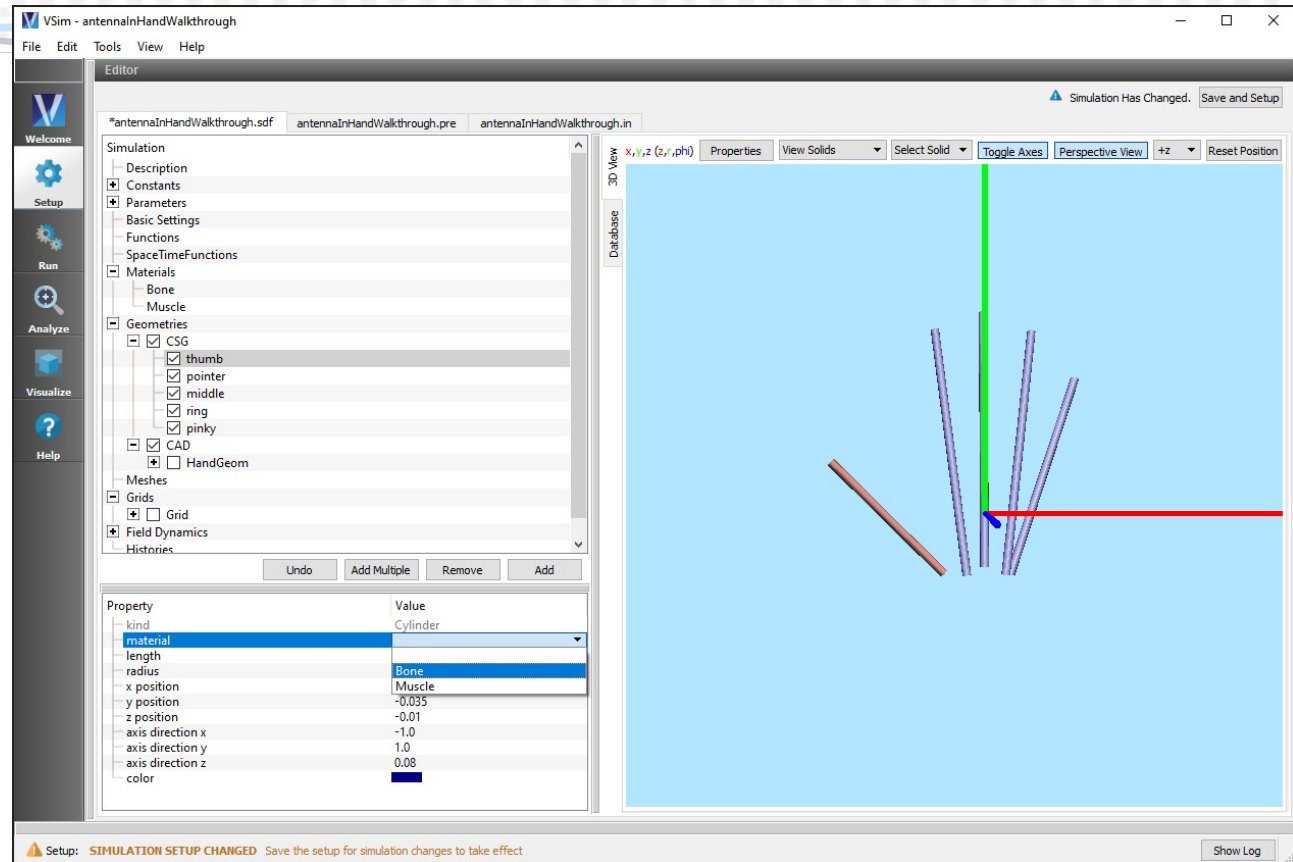 VSim - antennaInHandWalkthrough
File Edit Tools View Help
Editor
Simulation Has Changed. Save and Setup
*antennaInHandWalkthrough.sdf antennaInHandWalkthrough.pre antennaInHandWalkthrough.in
Welcome
Setup
Run
Analyze
Visualize
Help
Simulation
Description
Constants
Parameters
Basic Settings
Functions
SpaceTimeFunctions
Materials
Bone
Muscle
Geometries
CSG
thumb
pointer
middle
ring
pinky
CAD
HandGeom
Meshes
Grids
Grid
Field Dynamics
Histories
Undo Add Multiple Remove Add
Property Value
kind Cylinder
material
length
radius Bone
x position Muscle
y position -0.035
z position -0.01
axis direction x -1.0
axis direction y 1.0
axis direction z 0.08
color
3D View
Database
x,y,z (z,r,phi) Properties View Solids Select Solid Toggle Axes Perspective View +z Reset Position
Setup: SIMULATION SETUP CHANGED Save the setup for simulation changes to take effect Show Log